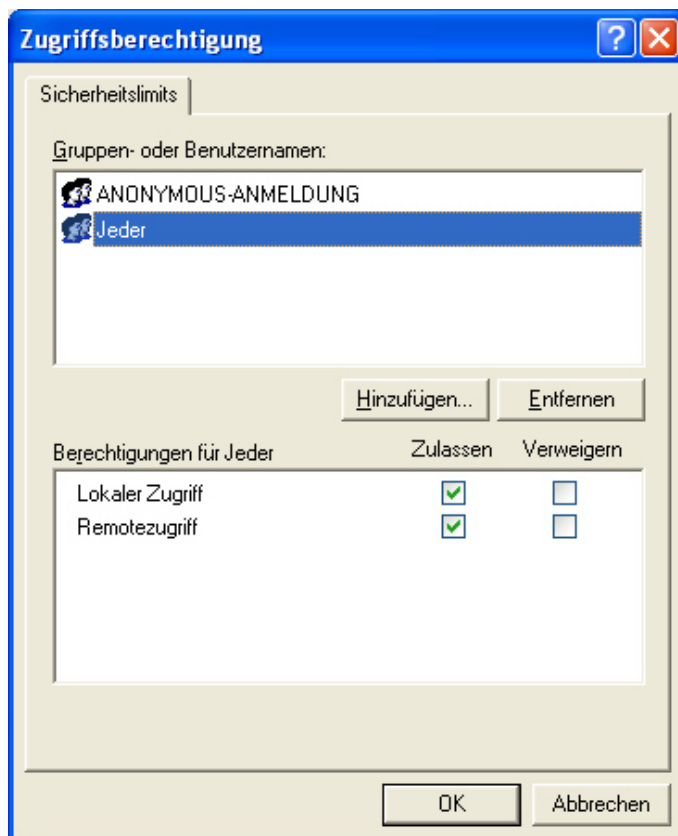 Zugriffsberechtigung
Sicherheitslimits
Gruppen- oder Benutzernamen:
ANONYMOUS-ANMELDUNG
Jeder
Hinzufügen... Entfernen
Berechtigungen für Jeder Zulassen Verweigern
Lokaler Zugriff
Remotezugriff
OK Abbrechen